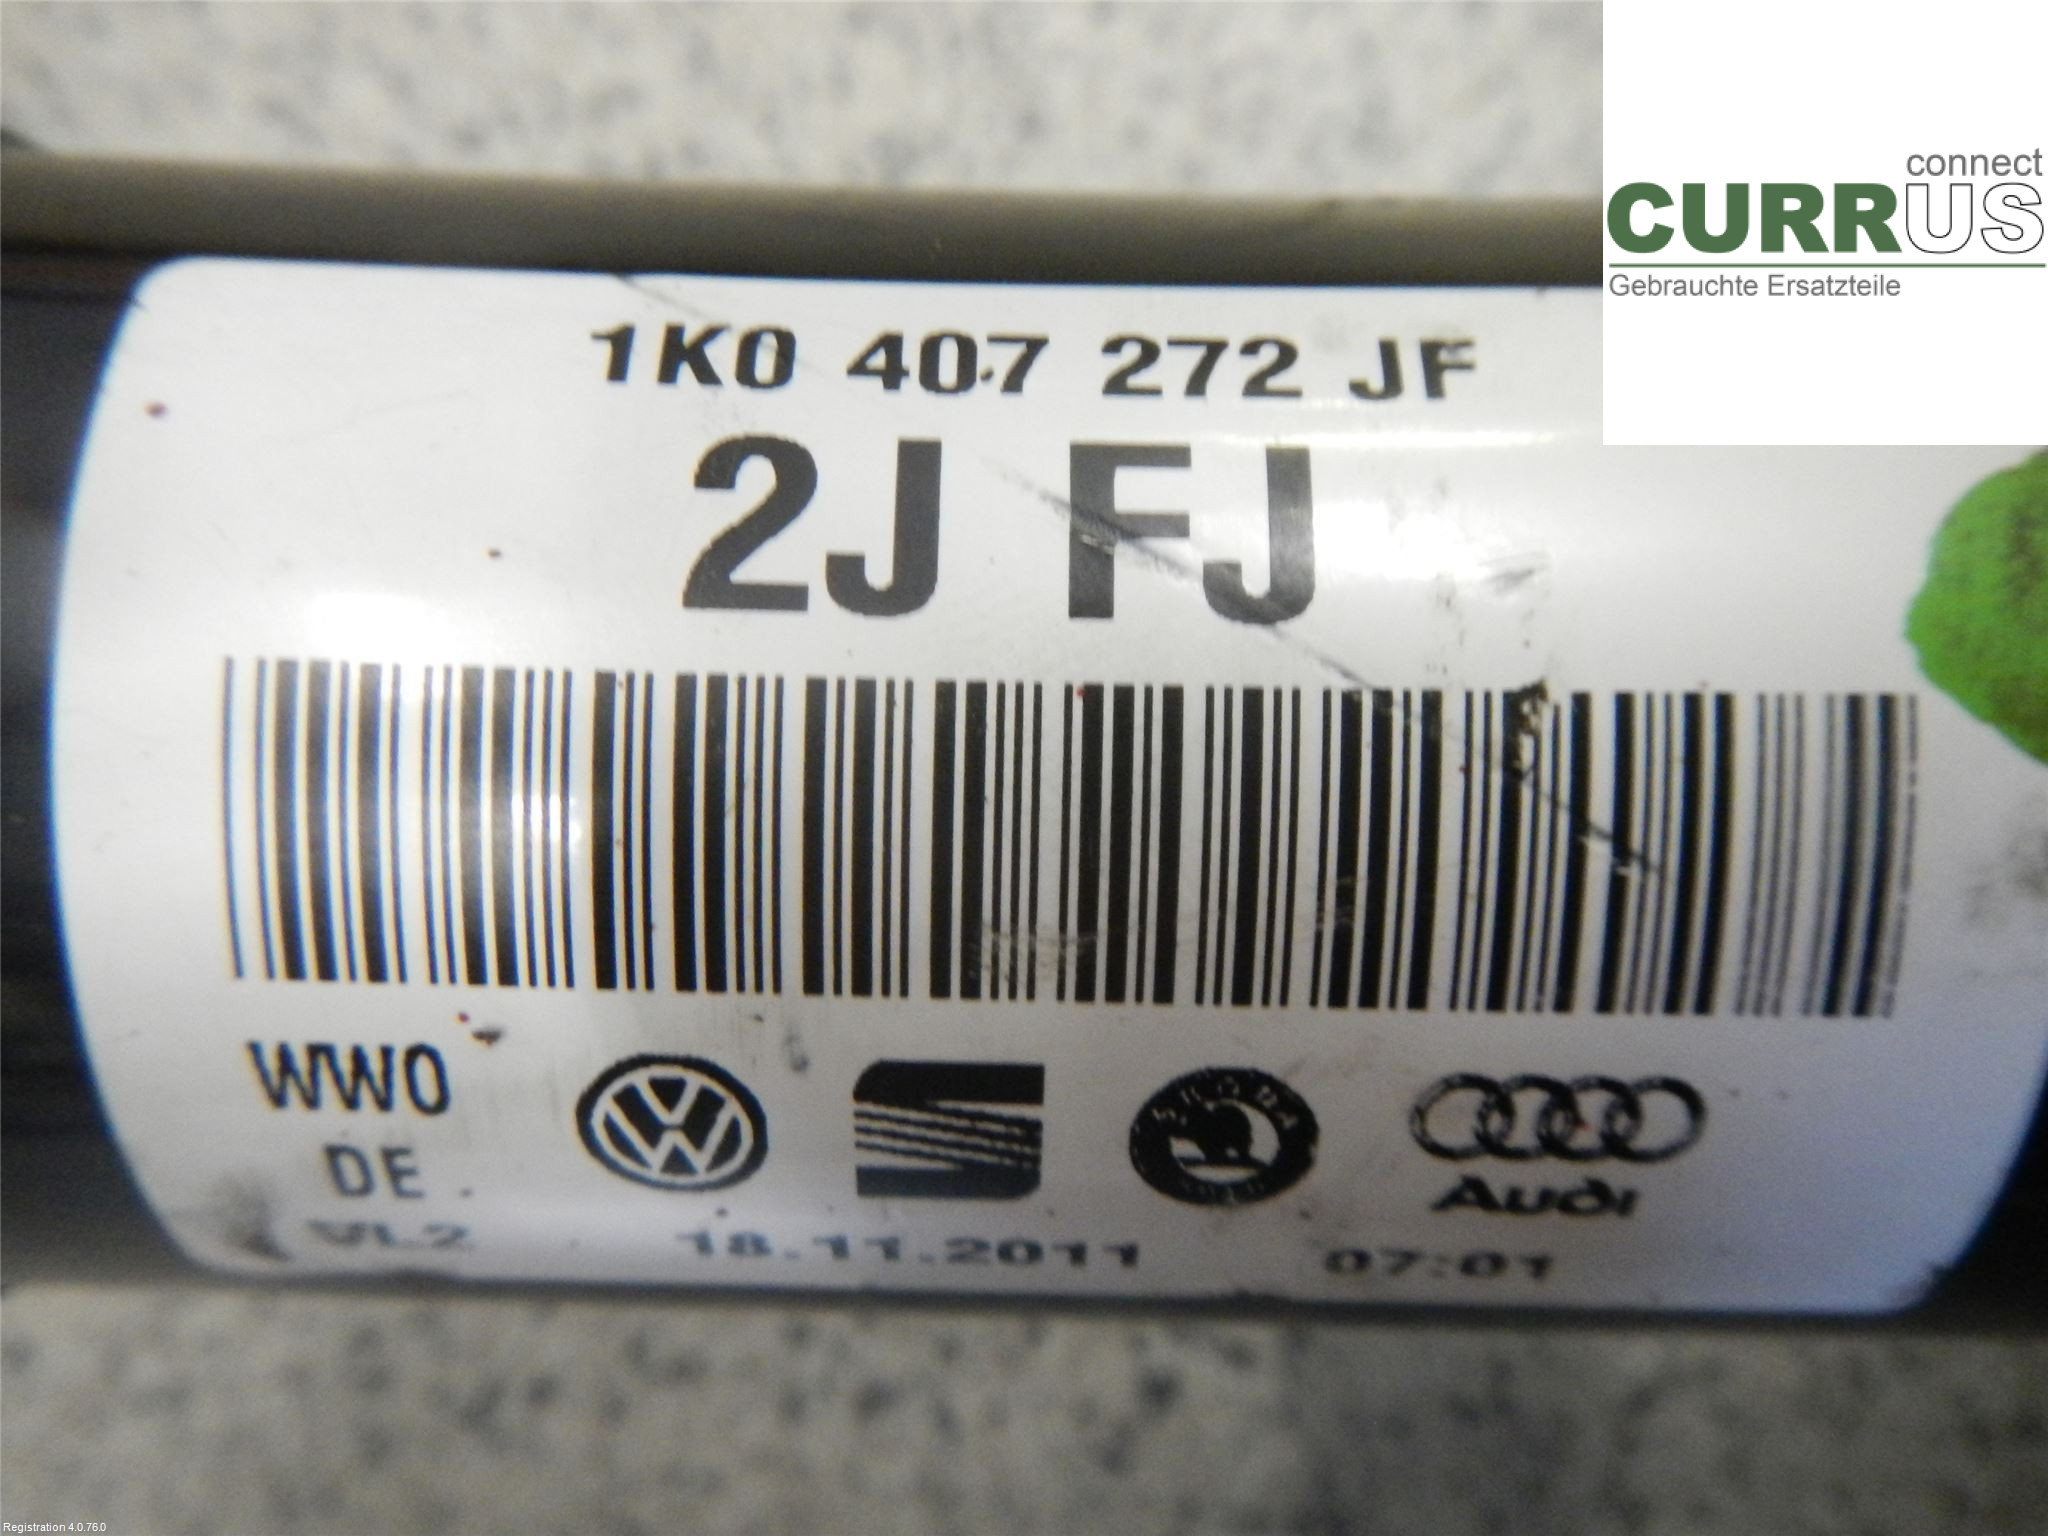 connect
CURRUS
Gebrauchte Ersatzteile
1K0 407 272 JF
2J FJ
WW0
DE
VL2
18.11.2011 07:01
SKODA
Audi
Registration 4.0.76.0